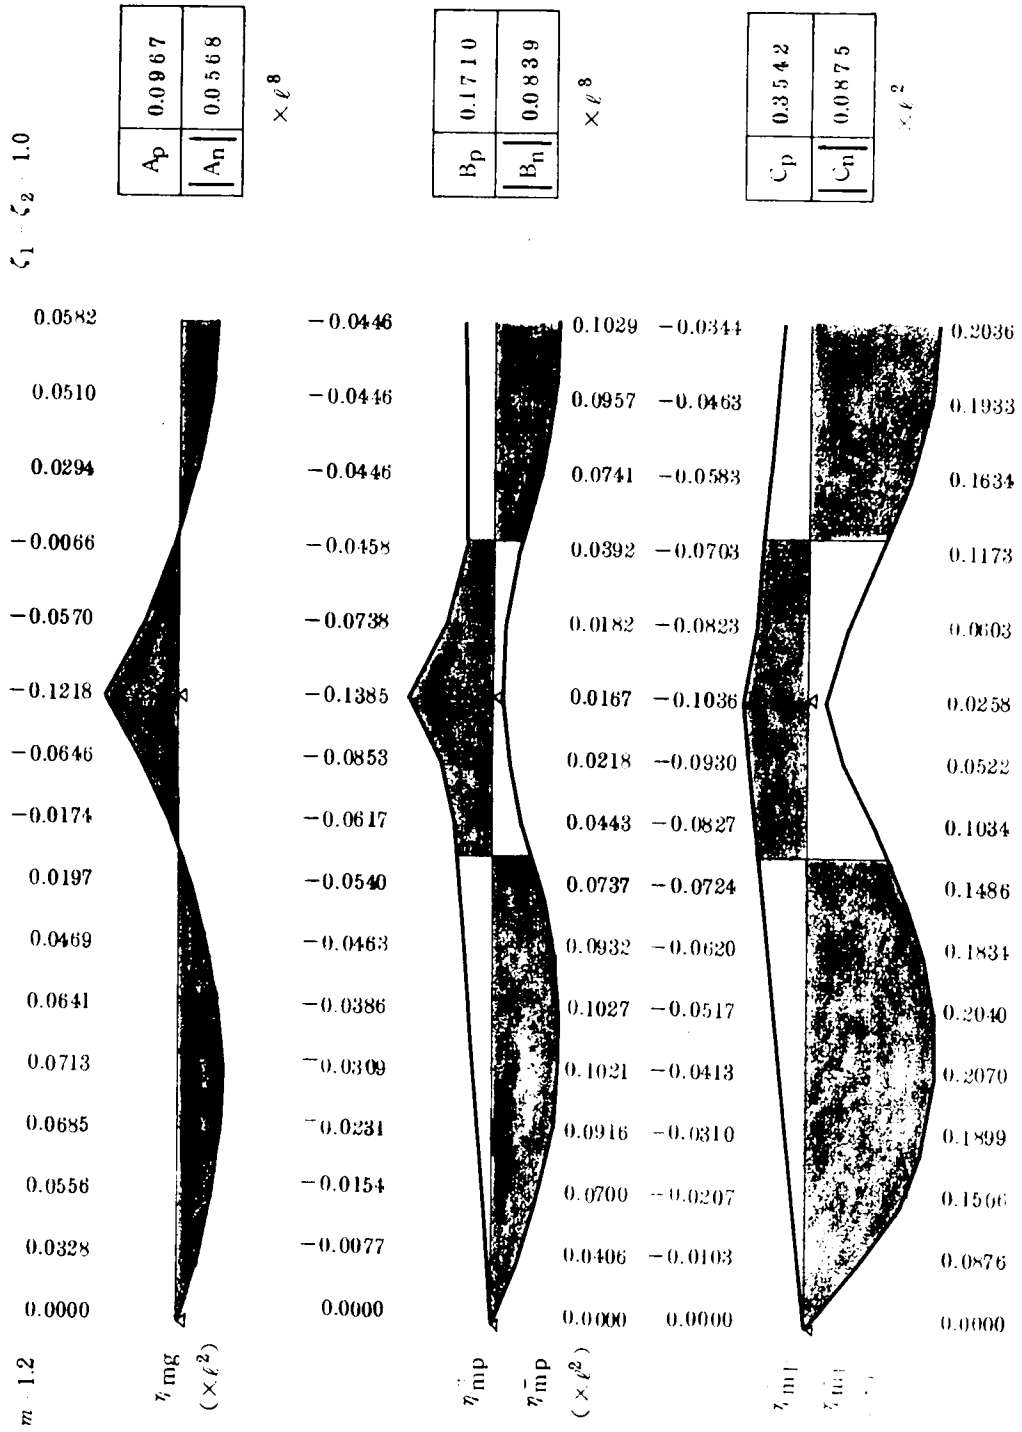 m 1.2
ζ1 ζ2 1.0
0.0000 0.0328 0.0556 0.0685 0.0713 0.0641 0.0469 0.0197 −0.0174 −0.0646 −0.1218 −0.0570 −0.0066 0.0294 0.0510 0.0582
ηmg
(×ℓ²)
Ap 0.0967
|An| 0.0568
×ℓ³
0.0000 −0.0077 −0.0154 −0.0231 −0.0309 −0.0386 −0.0463 −0.0540 −0.0617 −0.0853 −0.1385 −0.0738 −0.0458 −0.0446 −0.0446 −0.0446
ηmp
ηmp
(×ℓ²)
Bp 0.1710
|Bn| 0.0839
×ℓ³
0.0000 0.0406 0.0700 0.0916 0.1021 0.1027 0.0932 0.0737 0.0443 0.0218 0.0167 0.0182 0.0392 0.0741 0.0957 0.1029
0.0000 −0.0103 −0.0207 −0.0310 −0.0413 −0.0517 −0.0620 −0.0724 −0.0827 −0.0930 −0.1036 −0.0823 −0.0703 −0.0583 −0.0463 −0.0344
Cp 0.3542
|Cn| 0.0875
×ℓ²
0.0000 0.0876 0.1566 0.1899 0.2070 0.2040 0.1834 0.1486 0.1034 0.0522 0.0258 0.0603 0.1173 0.1634 0.1933 0.2036